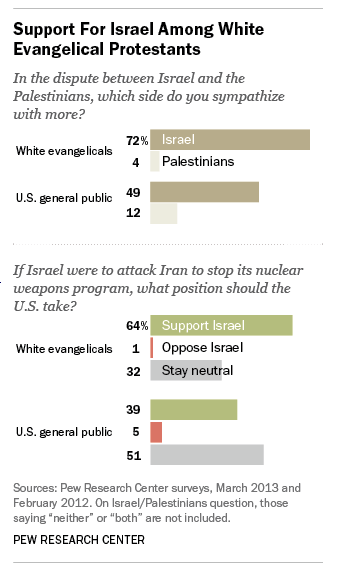 Support For Israel Among White
Evangelical Protestants
In the dispute between Israel and the
Palestinians, which side do you sympathize
with more?
White evangelicals
72% Israel
4 Palestinians
U.S. general public
49
12
If Israel were to attack Iran to stop its nuclear
weapons program, what position should the
U.S. take?
64% Support Israel
White evangelicals 1 Oppose Israel
32 Stay neutral
39
U.S. general public 5
51
Sources: Pew Research Center surveys, March 2013 and
February 2012. On Israel/Palestinians question, those
saying “neither” or “both” are not included.
PEW RESEARCH CENTER